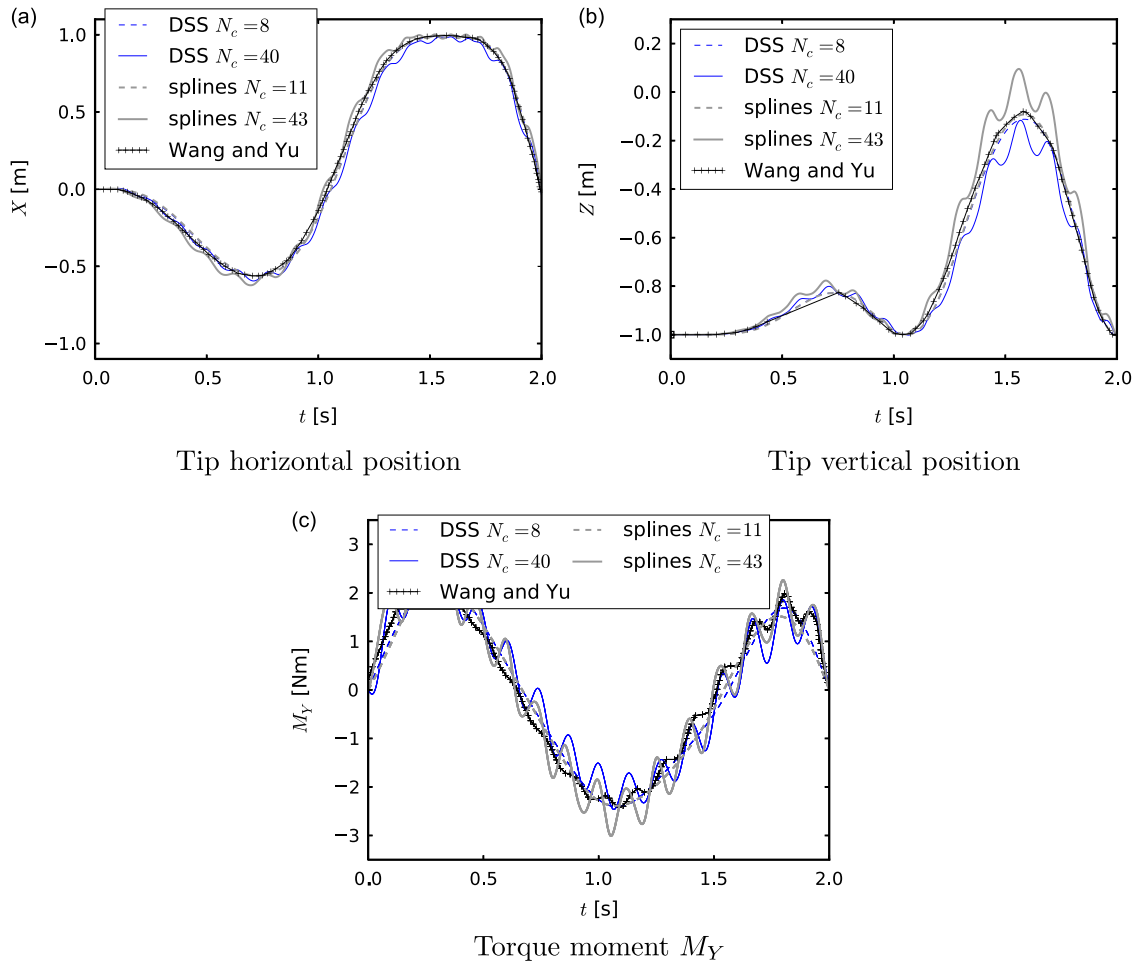 (a)
DSS N_c=8
DSS N_c=40
splines N_c=11
splines N_c=43
Wang and Yu
1.0
0.5
0.0
−0.5
−1.0
X [m]
0.0 0.5 1.0 1.5 2.0
t [s]
Tip horizontal position
(b)
DSS N_c=8
DSS N_c=40
splines N_c=11
splines N_c=43
Wang and Yu
0.2
0.0
−0.2
−0.4
−0.6
−0.8
−1.0
Z [m]
0.0 0.5 1.0 1.5 2.0
t [s]
Tip vertical position
(c)
DSS N_c=8 splines N_c=11
DSS N_c=40 splines N_c=43
Wang and Yu
3
2
1
0
−1
−2
−3
M_Y [Nm]
0.0 0.5 1.0 1.5 2.0
t [s]
Torque moment M_Y